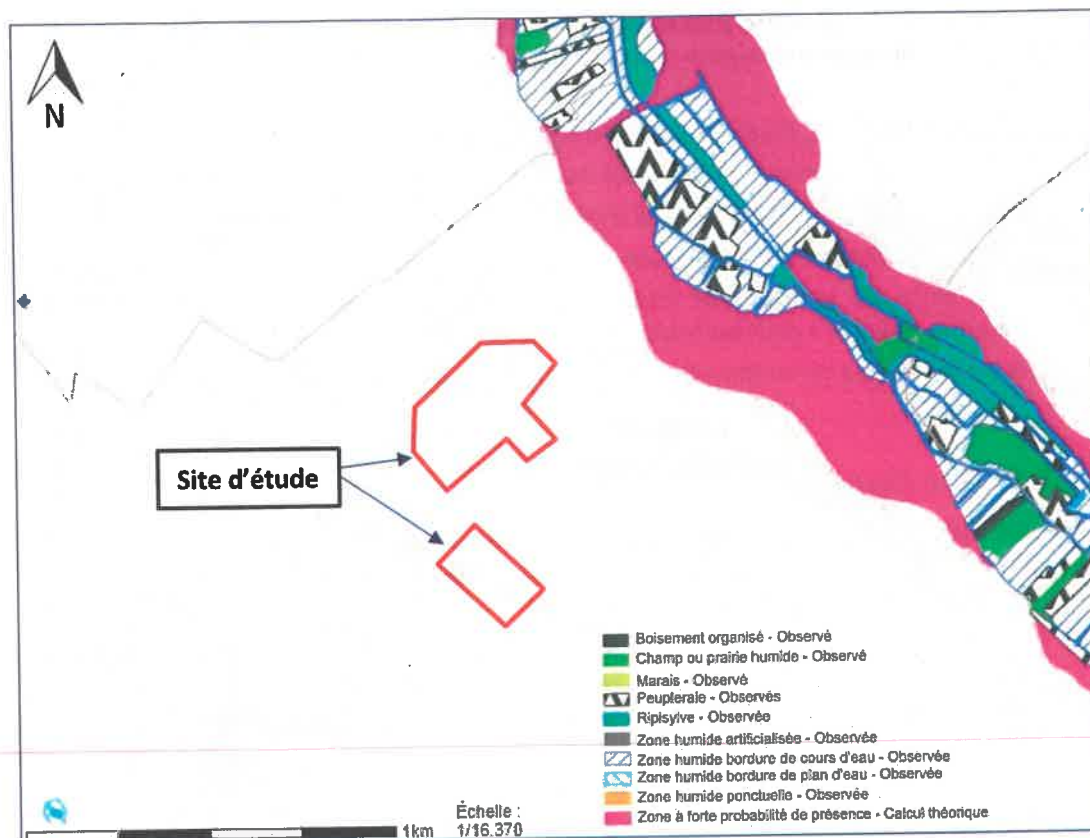 N
Site d'étude
Boisement organisé - Observé
Champ ou prairie humide - Observé
Marais - Observé
Peupleraie - Observés
Ripisylve - Observée
Zone humide artificialisée - Observée
Zone humide bordure de cours d'eau - Observée
Zone humide bordure de plan d'eau - Observée
Zone humide ponctuelle - Observée
Zone à forte probabilité de présence - Calcul théorique
Échelle :
1km
1/16.370